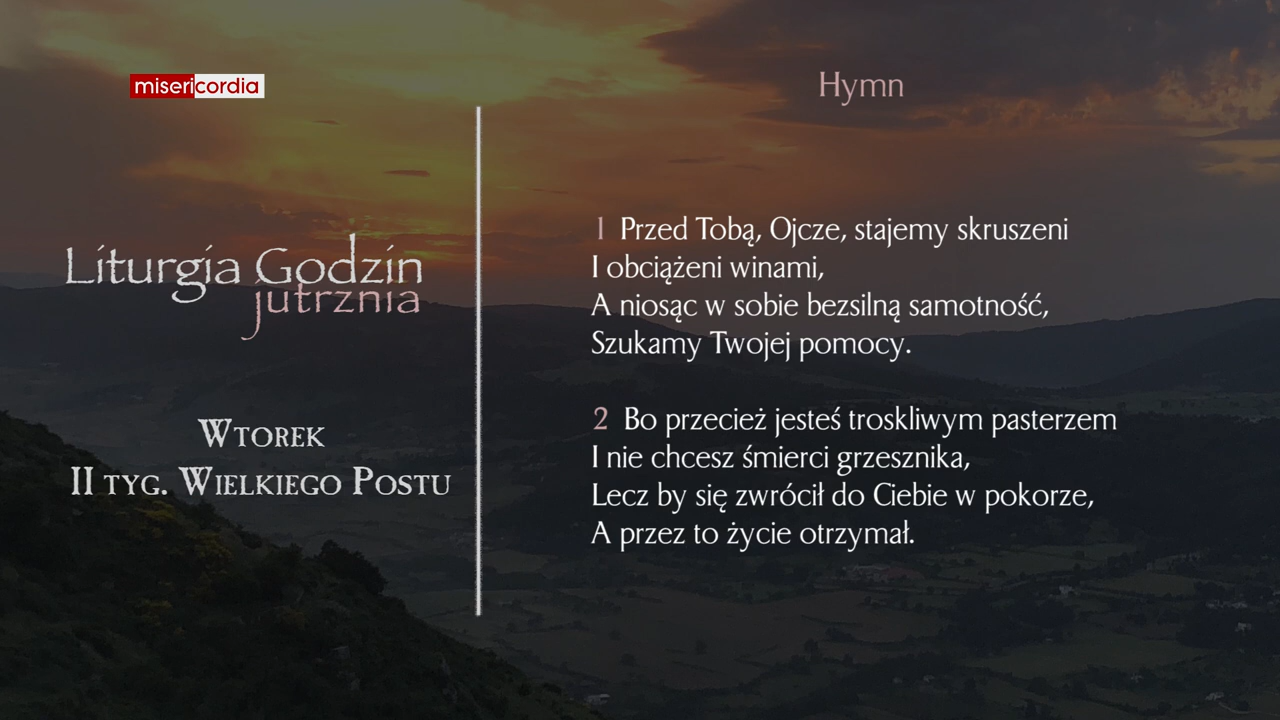 misericordia
Liturgia Godzin
jutrznia
Wtorek
II tyg. Wielkiego Postu
Hymn
1 Przed Tobą, Ojcze, stajemy skruszeni
I obciążeni winami,
A niosąc w sobie bezsilną samotność,
Szukamy Twojej pomocy.
2 Bo przecież jesteś troskliwym pasterzem
I nie chcesz śmierci grzesznika,
Lecz by się zwrócił do Ciebie w pokorze,
A przez to życie otrzymał.